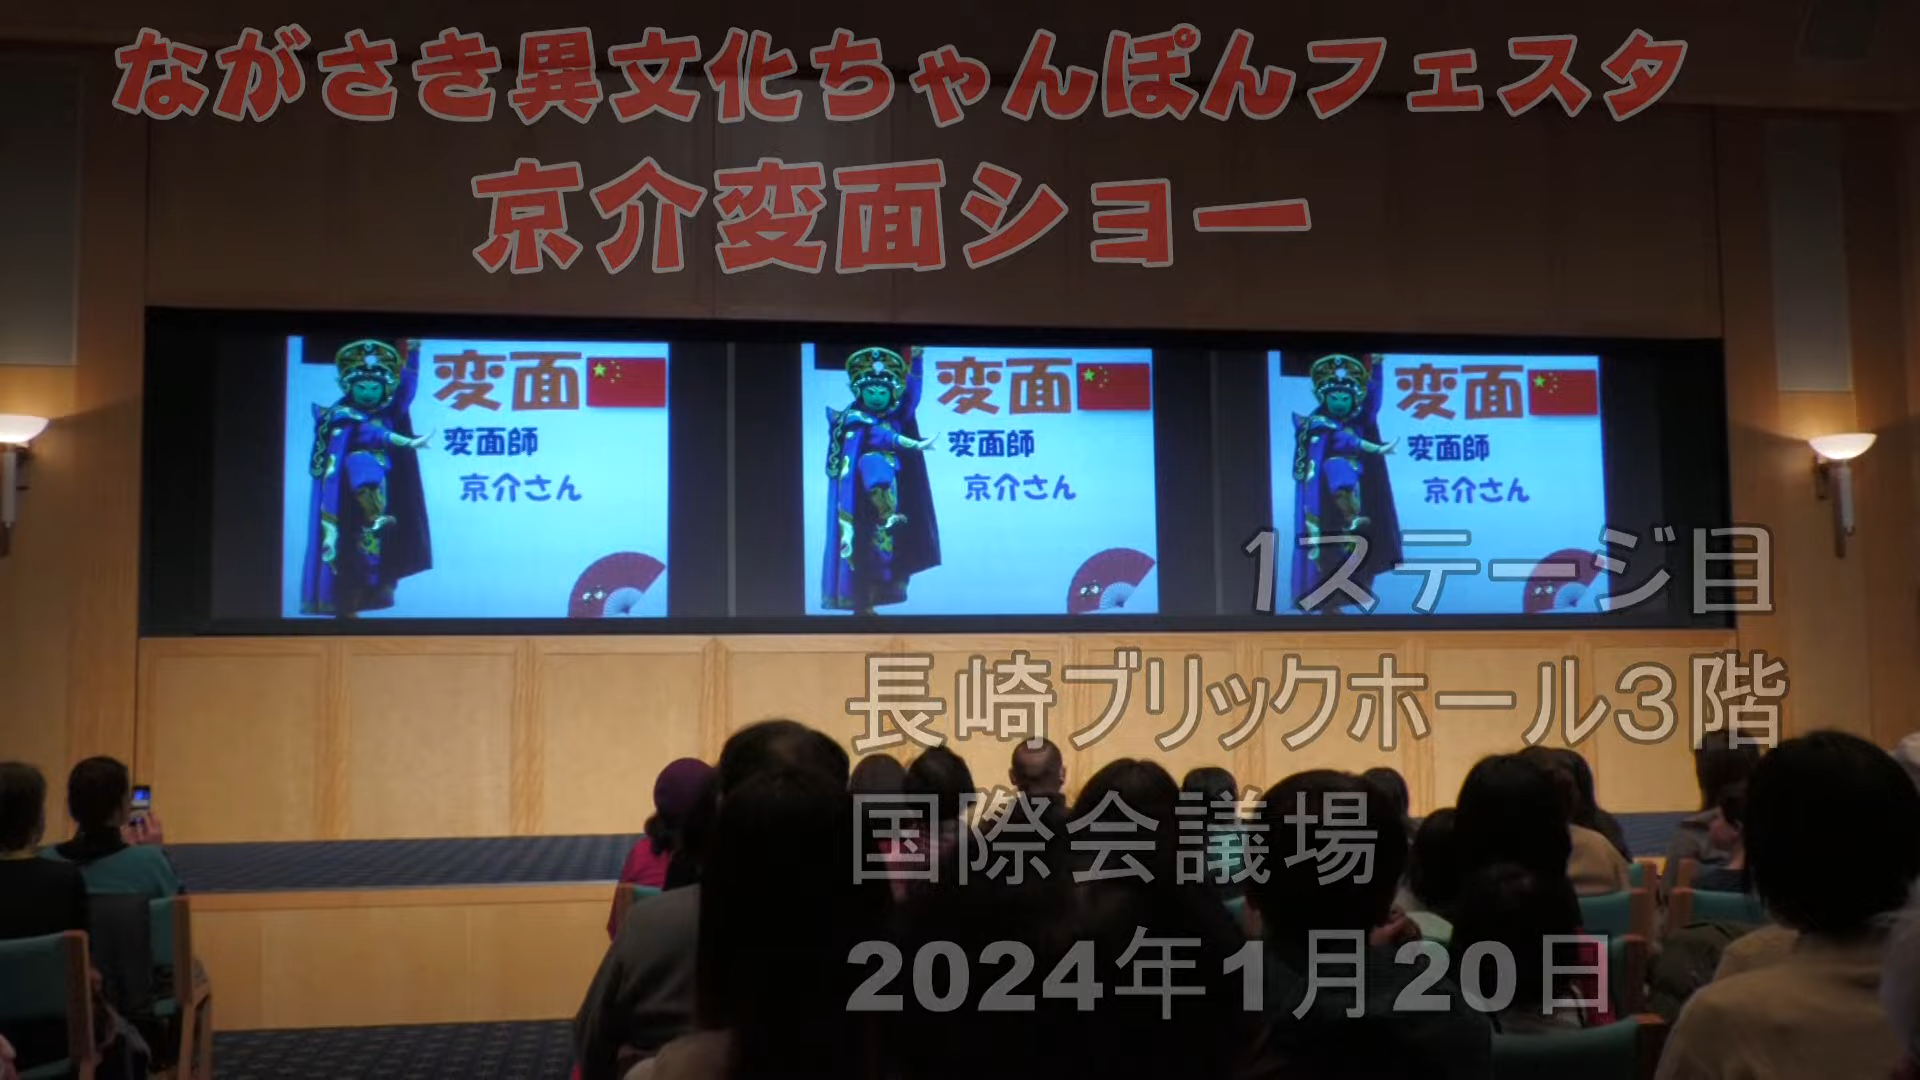 ながさき異文化ちゃんぽんフェスタ
京介変面ショー
変面
変面師
京介さん
変面
変面師
京介さん
変面
変面師
京介さん
1ステージ目
長崎ブリックホール3階
国際会議場
2024年1月20日